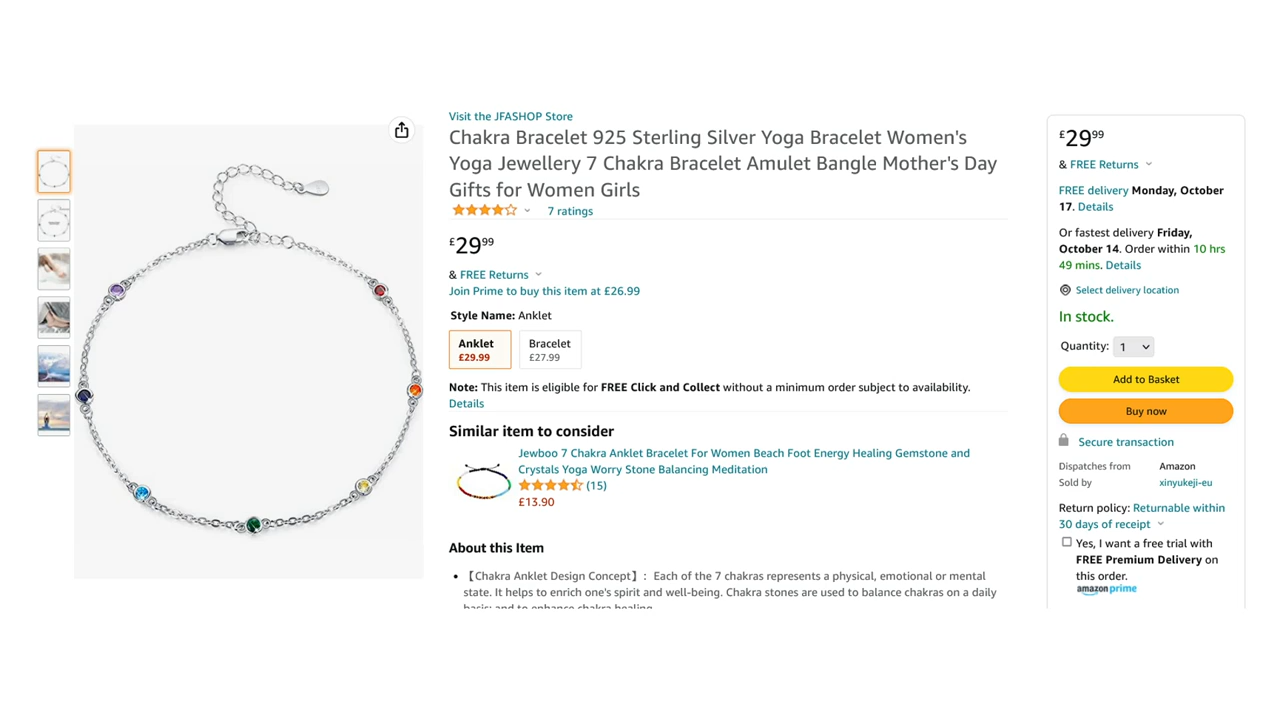 Visit the JFASHOP Store
Chakra Bracelet 925 Sterling Silver Yoga Bracelet Women's
Yoga Jewellery 7 Chakra Bracelet Amulet Bangle Mother's Day
Gifts for Women Girls
7 ratings
£2999
& FREE Returns
Join Prime to buy this item at £26.99
Style Name: Anklet
Anklet
£29.99
Bracelet
£27.99
Note: This item is eligible for FREE Click and Collect without a minimum order subject to availability.
Details
Similar item to consider
Jewboo 7 Chakra Anklet Bracelet For Women Beach Foot Energy Healing Gemstone and
Crystals Yoga Worry Stone Balancing Meditation
(15)
£13.90
About this Item
• 【Chakra Anklet Design Concept】: Each of the 7 chakras represents a physical, emotional or mental
state. It helps to enrich one's spirit and well-being. Chakra stones are used to balance chakras on a daily
basis; and to enhance chakra healing
£2999
& FREE Returns
FREE delivery Monday, October
17. Details
Or fastest delivery Friday,
October 14. Order within 10 hrs
49 mins. Details
Select delivery location
In stock.
Quantity: 1
Add to Basket
Buy now
Secure transaction
Dispatches from Amazon
Sold by xinyukeji-eu
Return policy: Returnable within
30 days of receipt
Yes, I want a free trial with
FREE Premium Delivery on
this order.
amazon prime